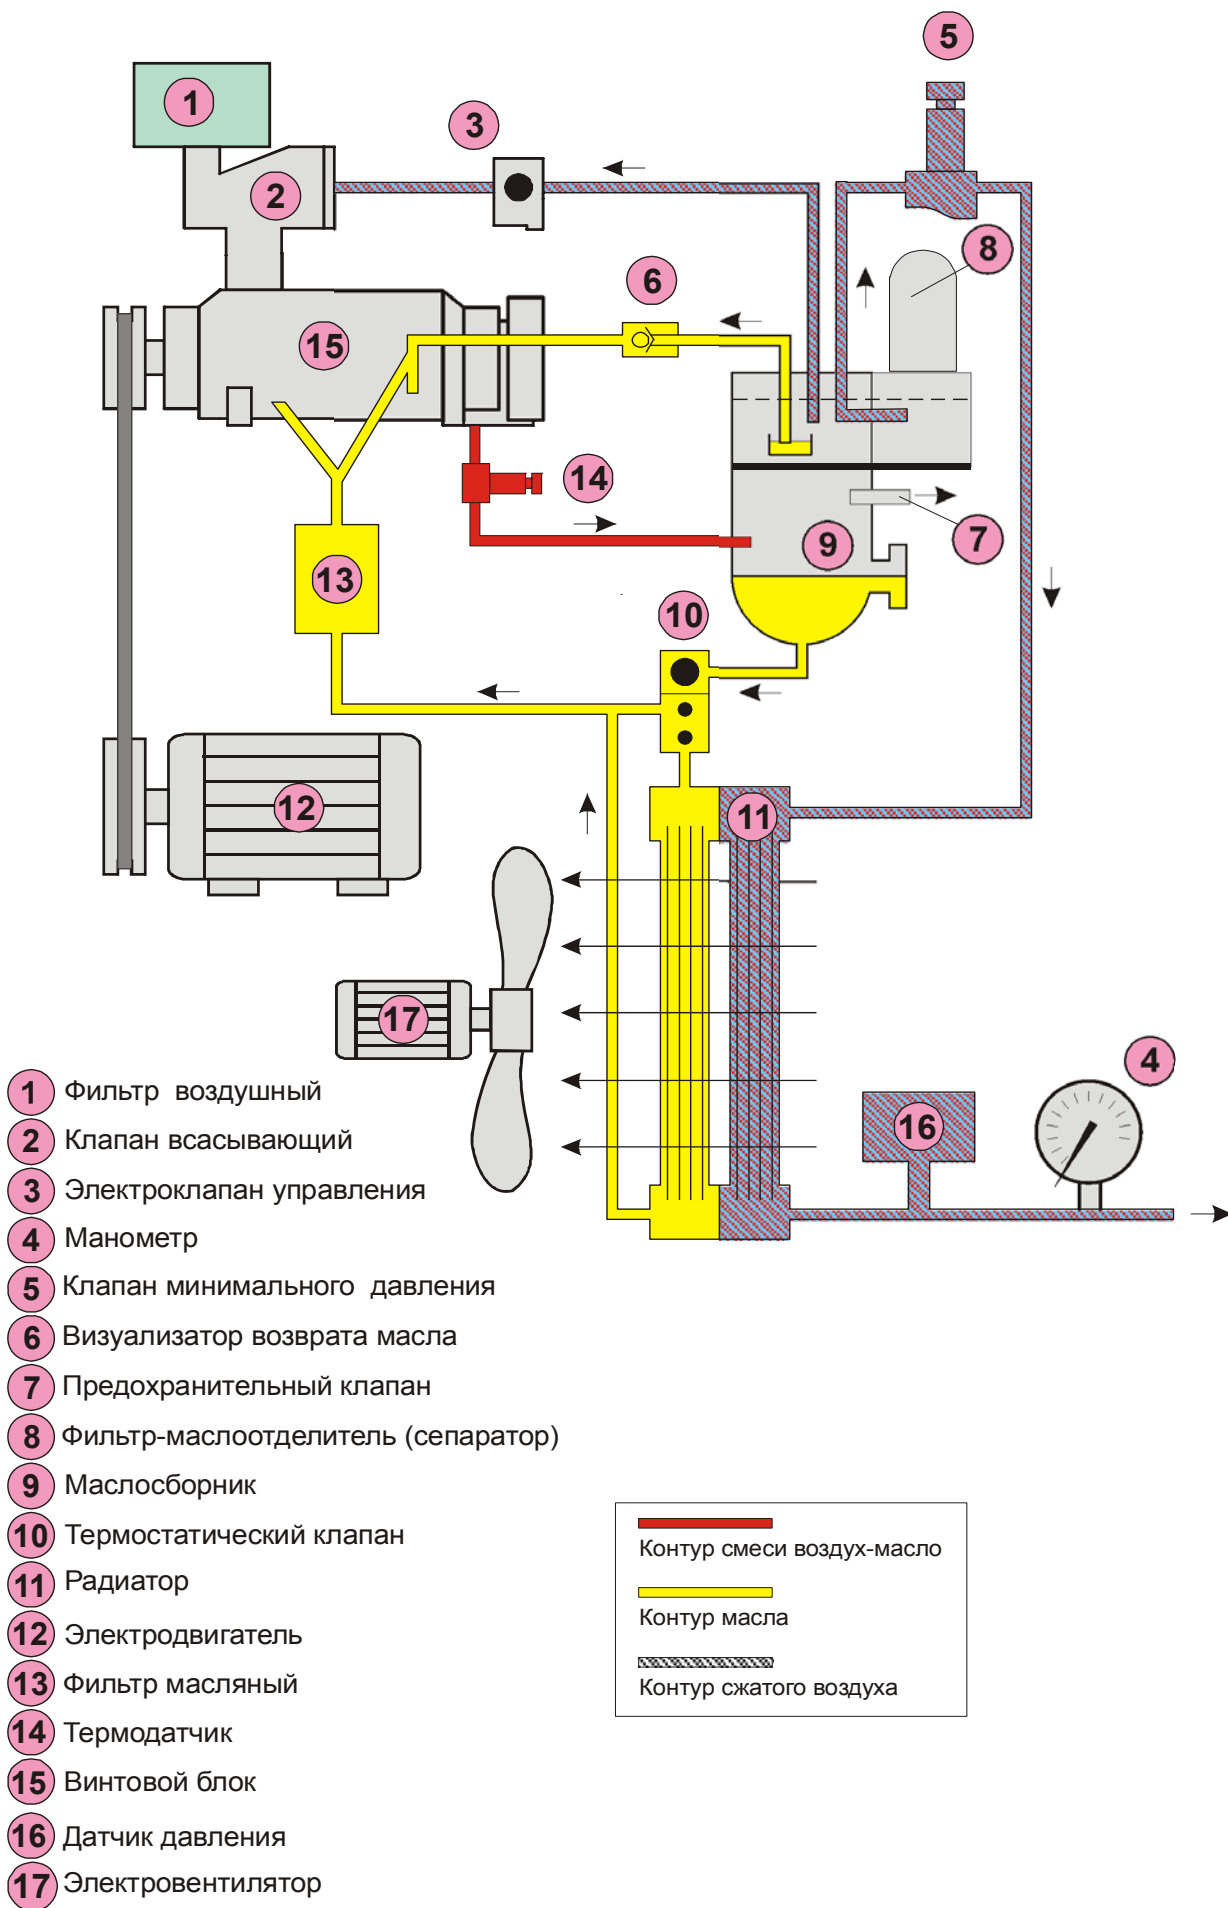 5
1
3
2
8
6
15
14
7
9
13
10
12
11
17
4
16
1 Фильтр воздушный
2 Клапан всасывающий
3 Электроклапан управления
4 Манометр
5 Клапан минимального давления
6 Визуализатор возврата масла
7 Предохранительный клапан
8 Фильтр-маслоотделитель (сепаратор)
9 Маслосборник
10 Термостатический клапан
11 Радиатор
12 Электродвигатель
13 Фильтр масляный
14 Термодатчик
15 Винтовой блок
16 Датчик давления
17 Электровентилятор
Контур смеси воздух-масло
Контур масла
Контур сжатого воздуха